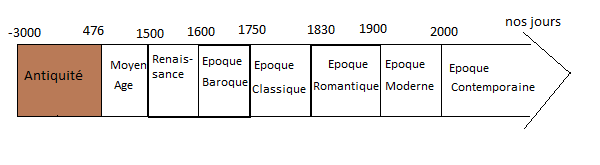 -3000 476 1500 1600 1750 1830 1900 2000 nos jours
Antiquité
Moyen
Age
Renais-
sance
Epoque
Baroque
Epoque
Classique
Epoque
Romantique
Epoque
Moderne
Epoque
Contemporaine